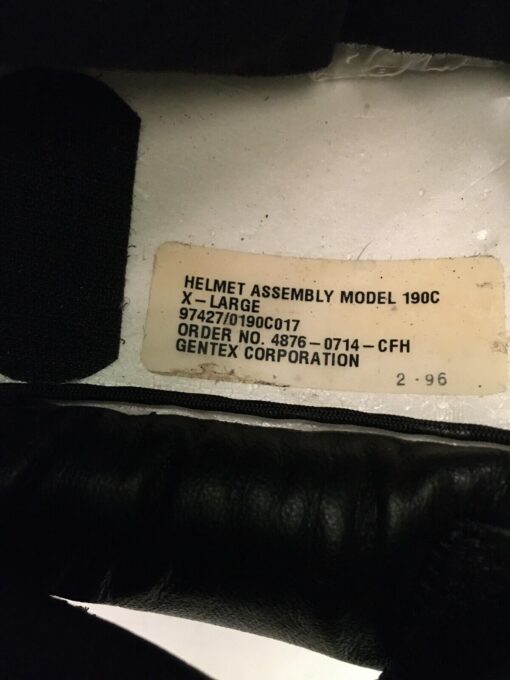 HELMET ASSEMBLY MODEL 190C
X-LARGE
97427/0190C017
ORDER NO. 4876-0714-CFH
GENTEX CORPORATION
2-96